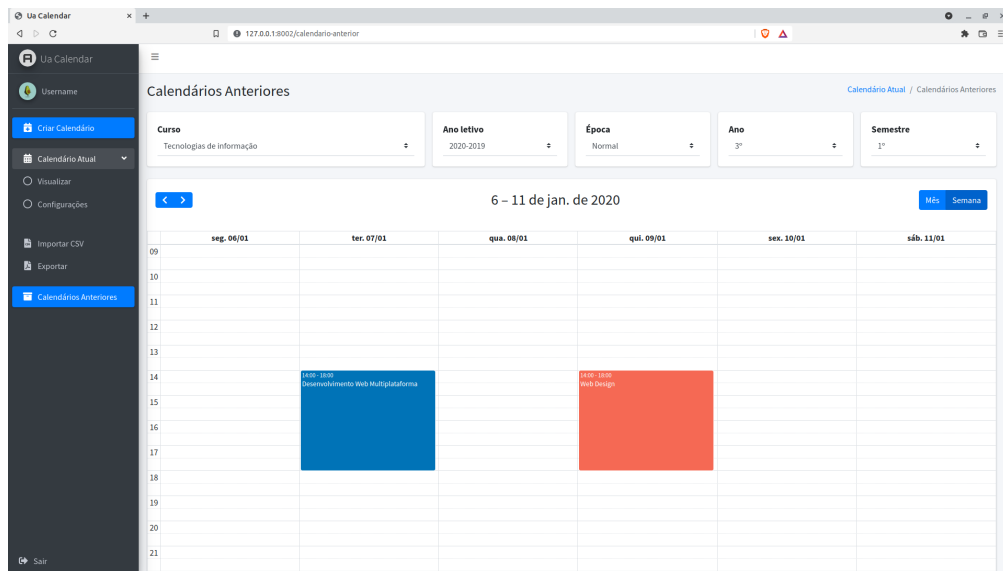 Ua Calendar
127.0.0.1:8002/calendario-anterior
Ua Calendar
Username
Criar Calendário
Calendário Atual
Visualizar
Configurações
Importar CSV
Exportar
Calendários Anteriores
Sair
Calendários Anteriores
Calendário Atual / Calendários Anteriores
Curso
Tecnologias de informação
Ano letivo
2020-2019
Época
Normal
Ano
3º
Semestre
1º
6 – 11 de jan. de 2020
Mês Semana
seg. 06/01 ter. 07/01 qua. 08/01 qui. 09/01 sex. 10/01 sáb. 11/01
09
10
11
12
13
14
15
16
17
18
19
20
21
14:00 - 18:00
Desenvolvimento Web Multiplataforma
14:00 - 18:00
Web Design